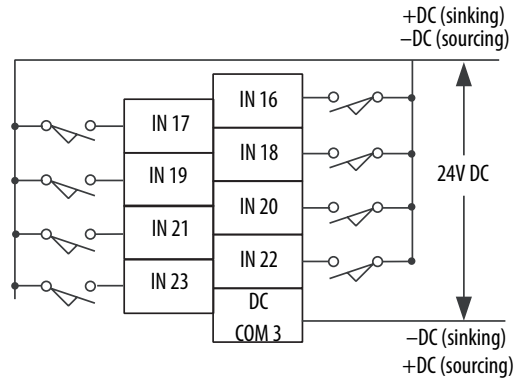 +DC (sinking)
−DC (sourcing)
IN 16
IN 17
IN 18
IN 19
24V DC
IN 20
IN 21
IN 22
IN 23
DC
COM 3
−DC (sinking)
+DC (sourcing)